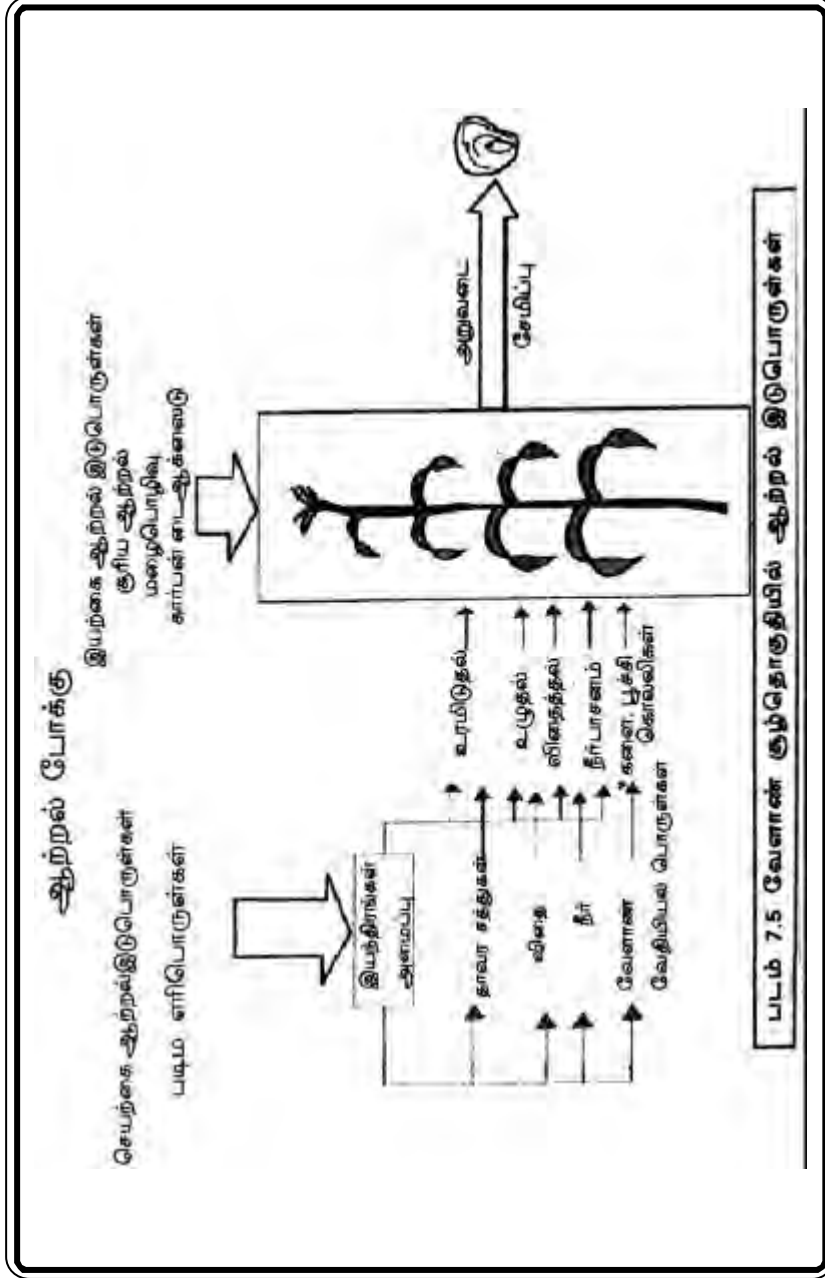 ஆற்றல் போக்கு
செயற்கை ஆற்றல்இடுபொருள்கள்
படிம எரிபொருள்கள்
இயற்கை ஆற்றல் இடுபொருள்கள்
சூரிய ஆற்றல்
மழைபொழிவு
கார்பன் டை ஆக்ஸைடு
இயந்திரங்கள்
அமைப்பு
தாவர சத்துகள்
விதை
நீர்
வேளாண்
வேதியியல் பொருள்கள்
உரமிடுதல்
உழுதல்
விதைத்தல்
நீர்பாசனம்
களை, பூச்சி
கொல்லிகள்
அறுவடை
சேமிப்பு
படம் 7.5 வேளாண் சூழ்தொகுதியில் ஆற்றல் இடுபொருள்கள்